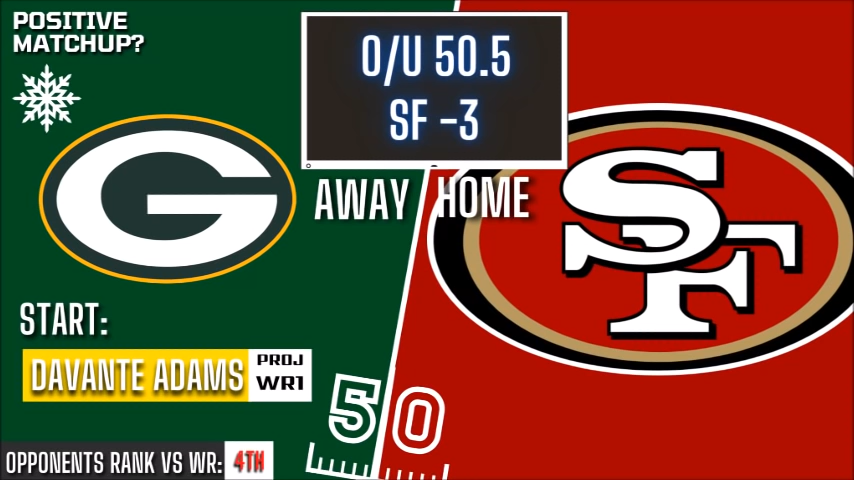 POSITIVE
MATCHUP?
O/U 50.5
SF -3
G
AWAY
HOME
SF
START:
DAVANTE ADAMS
PROJ
WR1
50
OPPONENTS RANK VS WR: 4TH